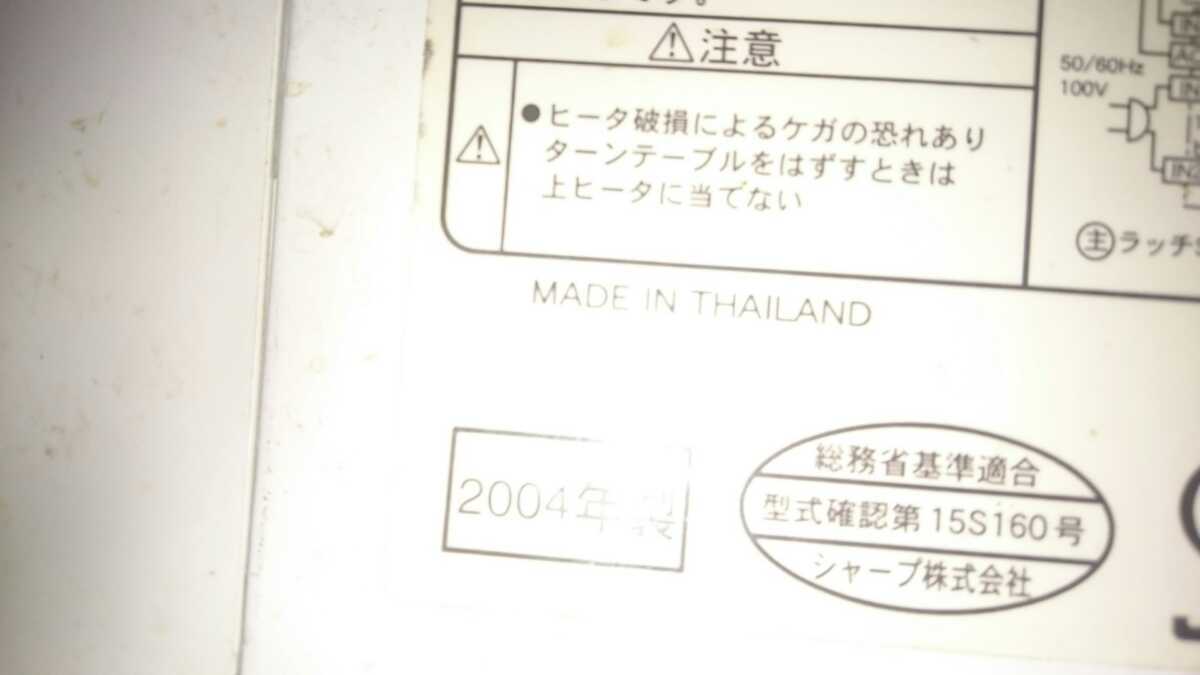 す。
注意
●ヒータ破損によるケガの恐れあり
ターンテーブルをはずすときは
上ヒータに当てない
50/60Hz
100V
主 ラッチ
MADE IN THAILAND
2004年製
総務省基準適合
型式確認第15S160号
シャープ株式会社